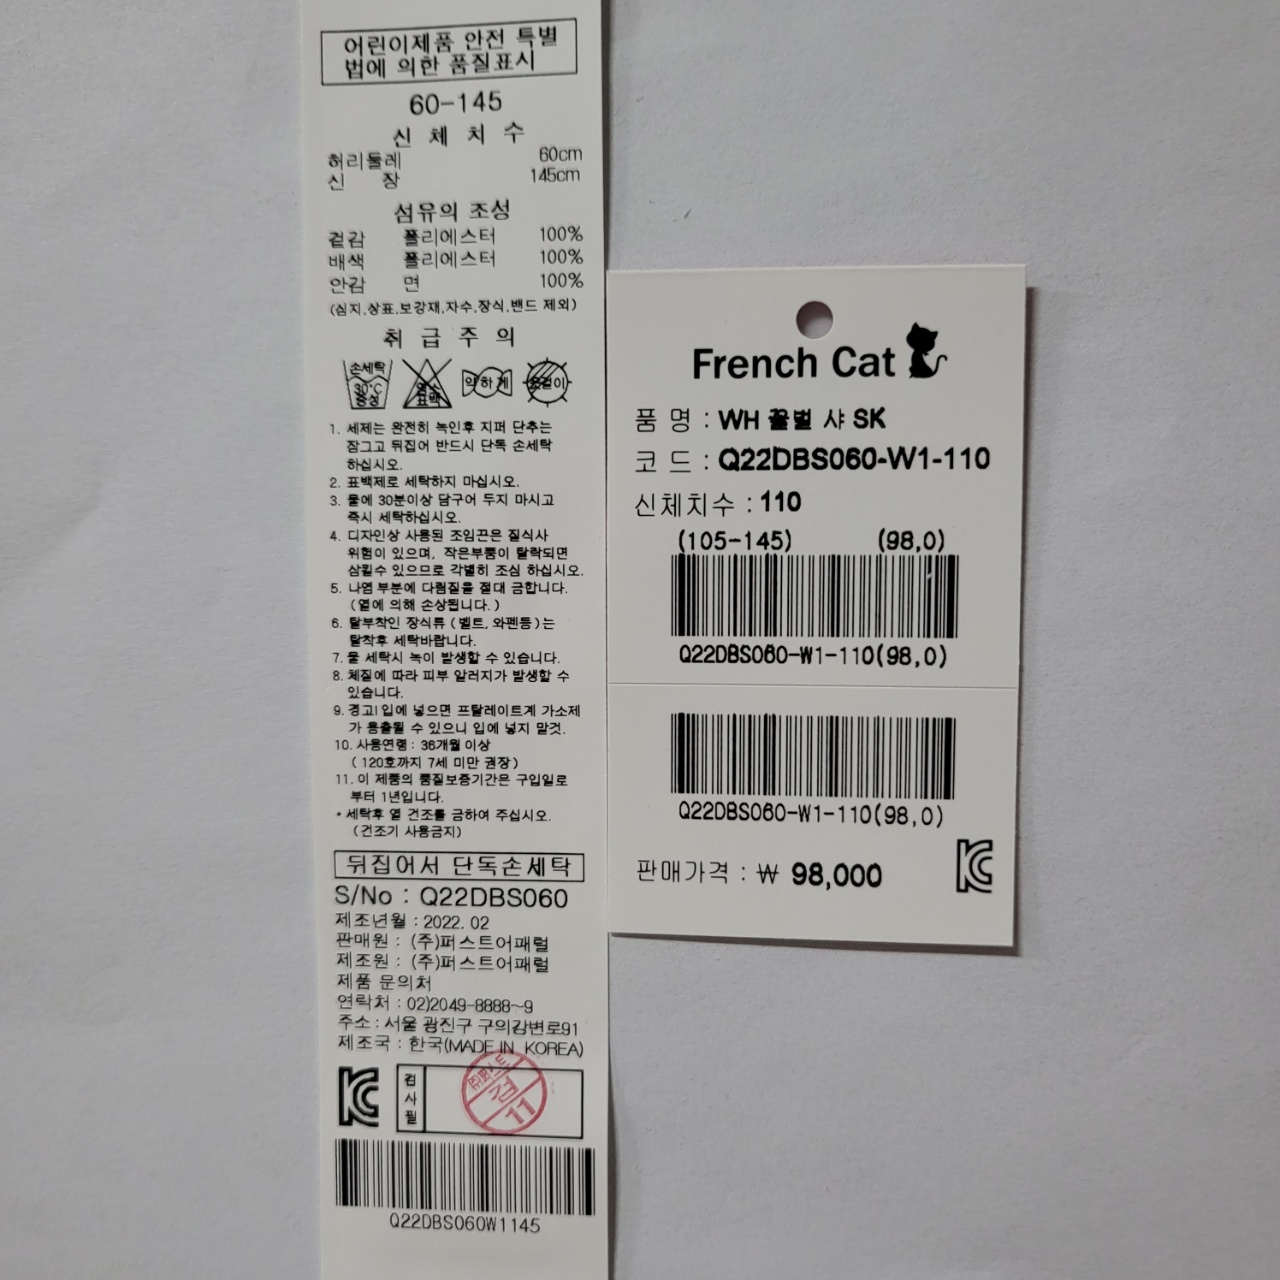 어린이제품 안전 특별
법에 의한 품질표시
60-145
신 체 치 수
허리둘레 60cm
신 장 145cm
섬유의 조성
겉감 폴리에스터 100%
배색 폴리에스터 100%
안감 면 100%
(심지,상표,보강재,자수,장식,밴드 제외)
취 급 주 의
손세탁 30°C 중성
염소 표백
약하게
옷걸이
1. 세제는 완전히 녹인후 지퍼 단추는
잠그고 뒤집어 반드시 단독 손세탁
하십시오.
2. 표백제로 세탁하지 마십시오.
3. 물에 30분이상 담구어 두지 마시고
즉시 세탁하십시오.
4. 디자인상 사용된 조임끈은 질식사
위험이 있으며, 작은부품이 탈락되면
삼킬수 있으므로 각별히 조심 하십시오.
5. 나염 부분에 다림질을 절대 금합니다.
(열에 의해 손상됩니다.)
6. 탈부착인 장식류 (벨트, 와펜등)는
탈착후 세탁바랍니다.
7. 물 세탁시 녹이 발생할 수 있습니다.
8. 체질에 따라 피부 알러지가 발생할 수
있습니다.
9. 경고! 입에 넣으면 프탈레이트계 가소제
가 용출될 수 있으니 입에 넣지 말것.
10. 사용연령 : 36개월 이상
( 120호까지 7세 미만 권장)
11. 이 제품의 품질보증기간은 구입일로
부터 1년입니다.
* 세탁후 열 건조를 금하여 주십시오.
(건조기 사용금지)
뒤집어서 단독손세탁
S/No : Q22DBS060
제조년월 : 2022. 02
판매원 : (주)퍼스트어패럴
제조원 : (주)퍼스트어패럴
제품 문의처
연락처 : 02)2049-8888~9
주소 : 서울 광진구 구의강변로91
제조국 : 한국(MADE IN KOREA)
KC
검사필
(주)퍼스트
검
11
Q22DBS060W1145
French Cat
품 명 : WH 꿀벌 샤 SK
코 드 : Q22DBS060-W1-110
신체치수 : 110
(105-145) (98,0)
Q22DBS060-W1-110(98,0)
Q22DBS060-W1-110(98,0)
판매가격 : ₩ 98,000
KC